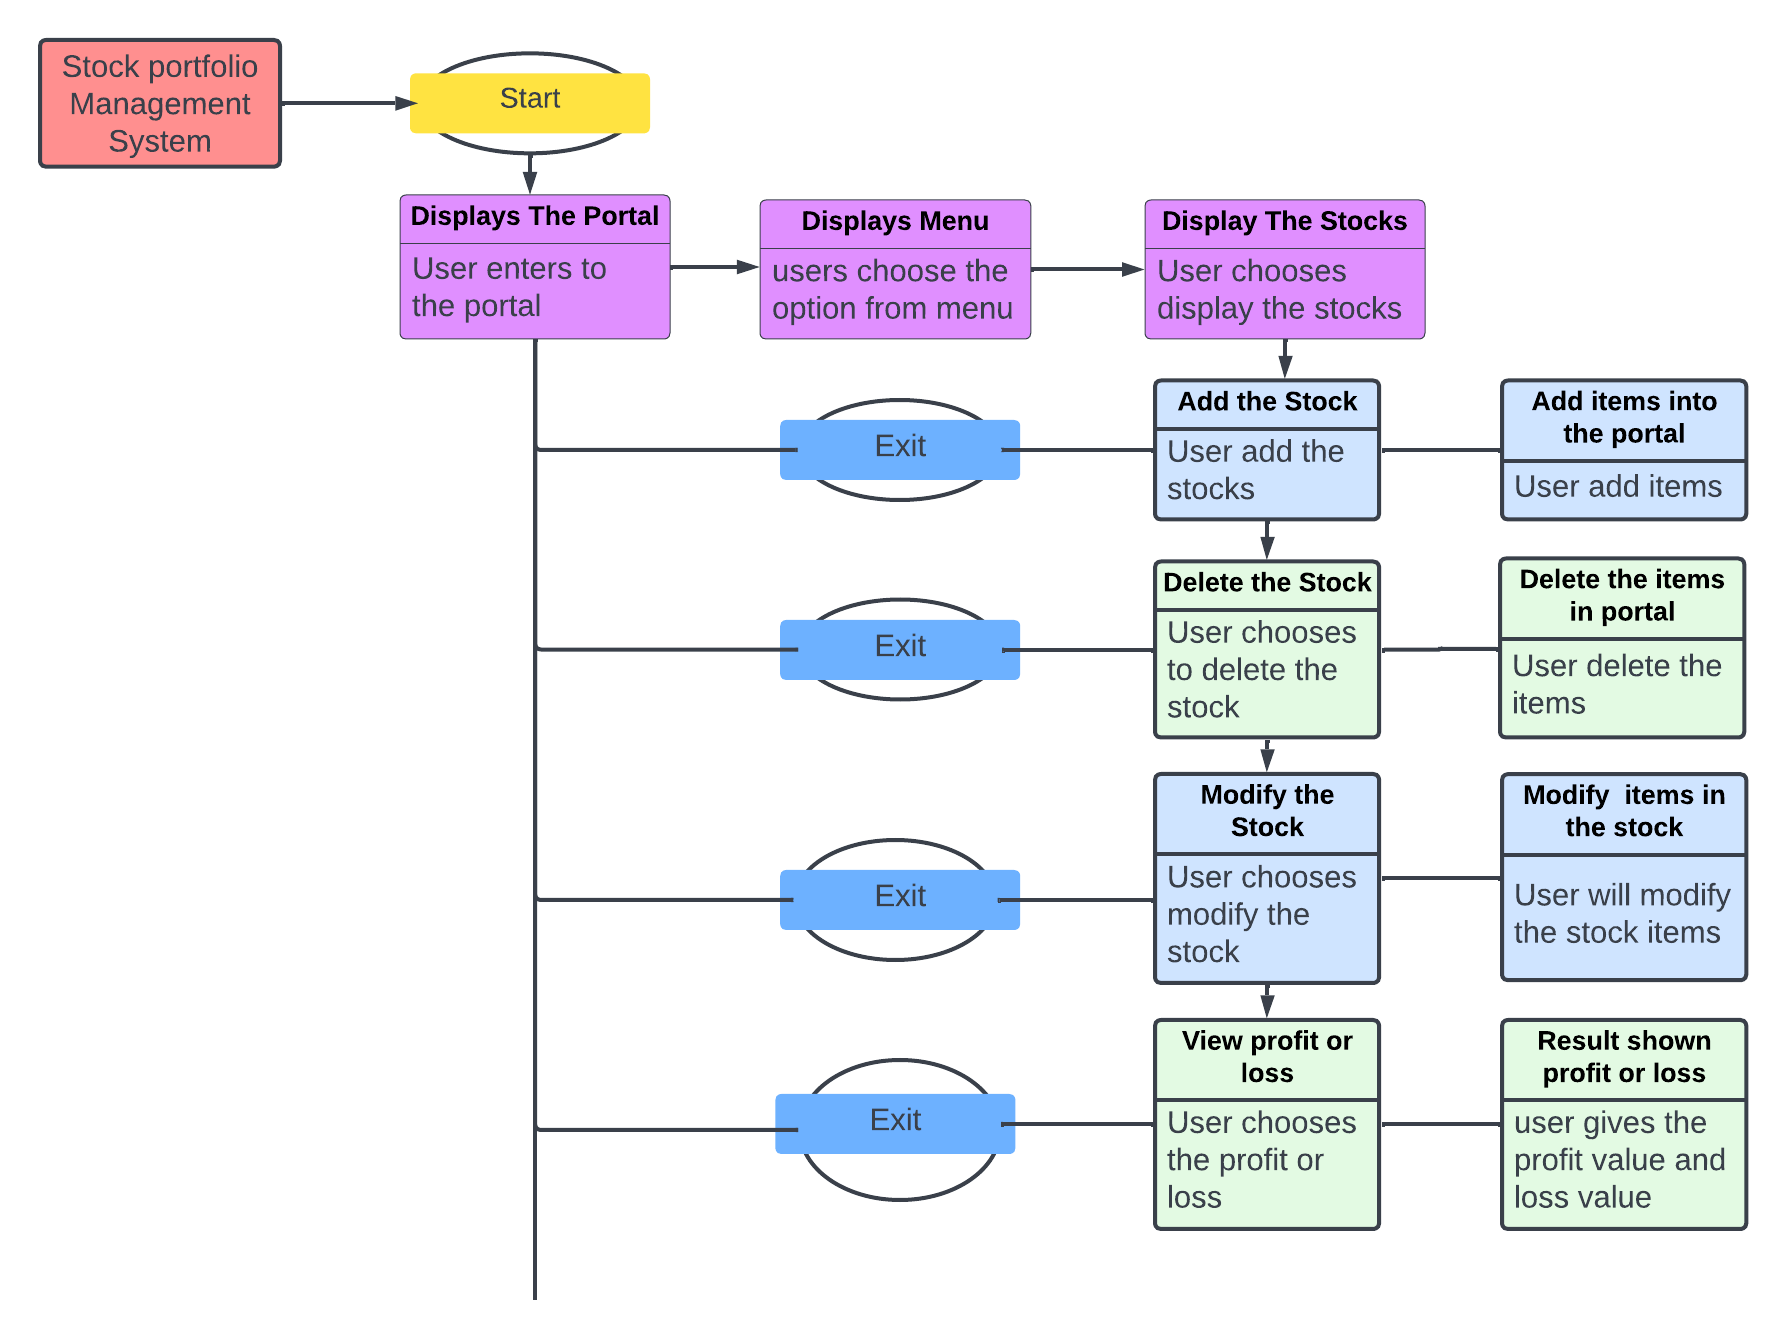 Stock portfolio
Management
System
Start
Displays The Portal
User enters to
the portal
Displays Menu
users choose the
option from menu
Display The Stocks
User chooses
display the stocks
Exit
Add the Stock
User add the
stocks
Add items into
the portal
User add items
Exit
Delete the Stock
User chooses
to delete the
stock
Delete the items
in portal
User delete the
items
Exit
Modify the
Stock
User chooses
modify the
stock
Modify  items in
the stock
User will modify
the stock items
Exit
View profit or
loss
User chooses
the profit or
loss
Result shown
profit or loss
user gives the
profit value and
loss value